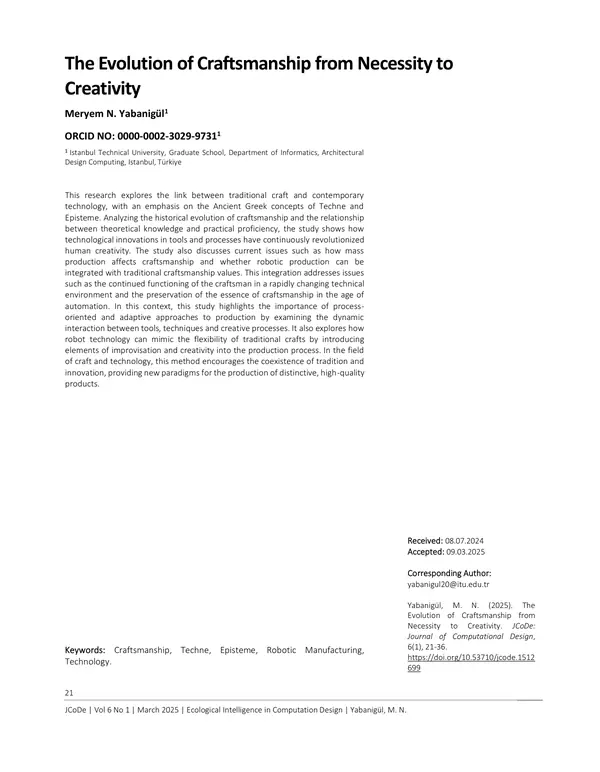 The Evolution of Craftsmanship from Necessity to
Creativity
Meryem N. Yabanigül¹
ORCID NO: 0000-0002-3029-9731¹
¹ Istanbul Technical University, Graduate School, Department of Informatics, Architectural
Design Computing, Istanbul, Türkiye
This research explores the link between traditional craft and contemporary
technology, with an emphasis on the Ancient Greek concepts of Techne and
Episteme. Analyzing the historical evolution of craftsmanship and the relationship
between theoretical knowledge and practical proficiency, the study shows how
technological innovations in tools and processes have continuously revolutionized
human creativity. The study also discusses current issues such as how mass
production affects craftsmanship and whether robotic production can be
integrated with traditional craftsmanship values. This integration addresses issues
such as the continued functioning of the craftsman in a rapidly changing technical
environment and the preservation of the essence of craftsmanship in the age of
automation. In this context, this study highlights the importance of process-
oriented and adaptive approaches to production by examining the dynamic
interaction between tools, techniques and creative processes. It also explores how
robot technology can mimic the flexibility of traditional crafts by introducing
elements of improvisation and creativity into the production process. In the field
of craft and technology, this method encourages the coexistence of tradition and
innovation, providing new paradigms for the production of distinctive, high-quality
products.
Received: 08.07.2024
Accepted: 09.03.2025
Corresponding Author:
yabanigul20@itu.edu.tr
Yabanigül, M. N. (2025). The
Evolution of Craftsmanship from
Necessity to Creativity. JCoDe:
Journal of Computational Design,
6(1), 21-36.
https://doi.org/10.53710/jcode.1512
699
Keywords: Craftsmanship, Techne, Episteme, Robotic Manufacturing,
Technology.
21
JCoDe | Vol 6 No 1 | March 2025 | Ecological Intelligence in Computation Design | Yabanigül, M. N.